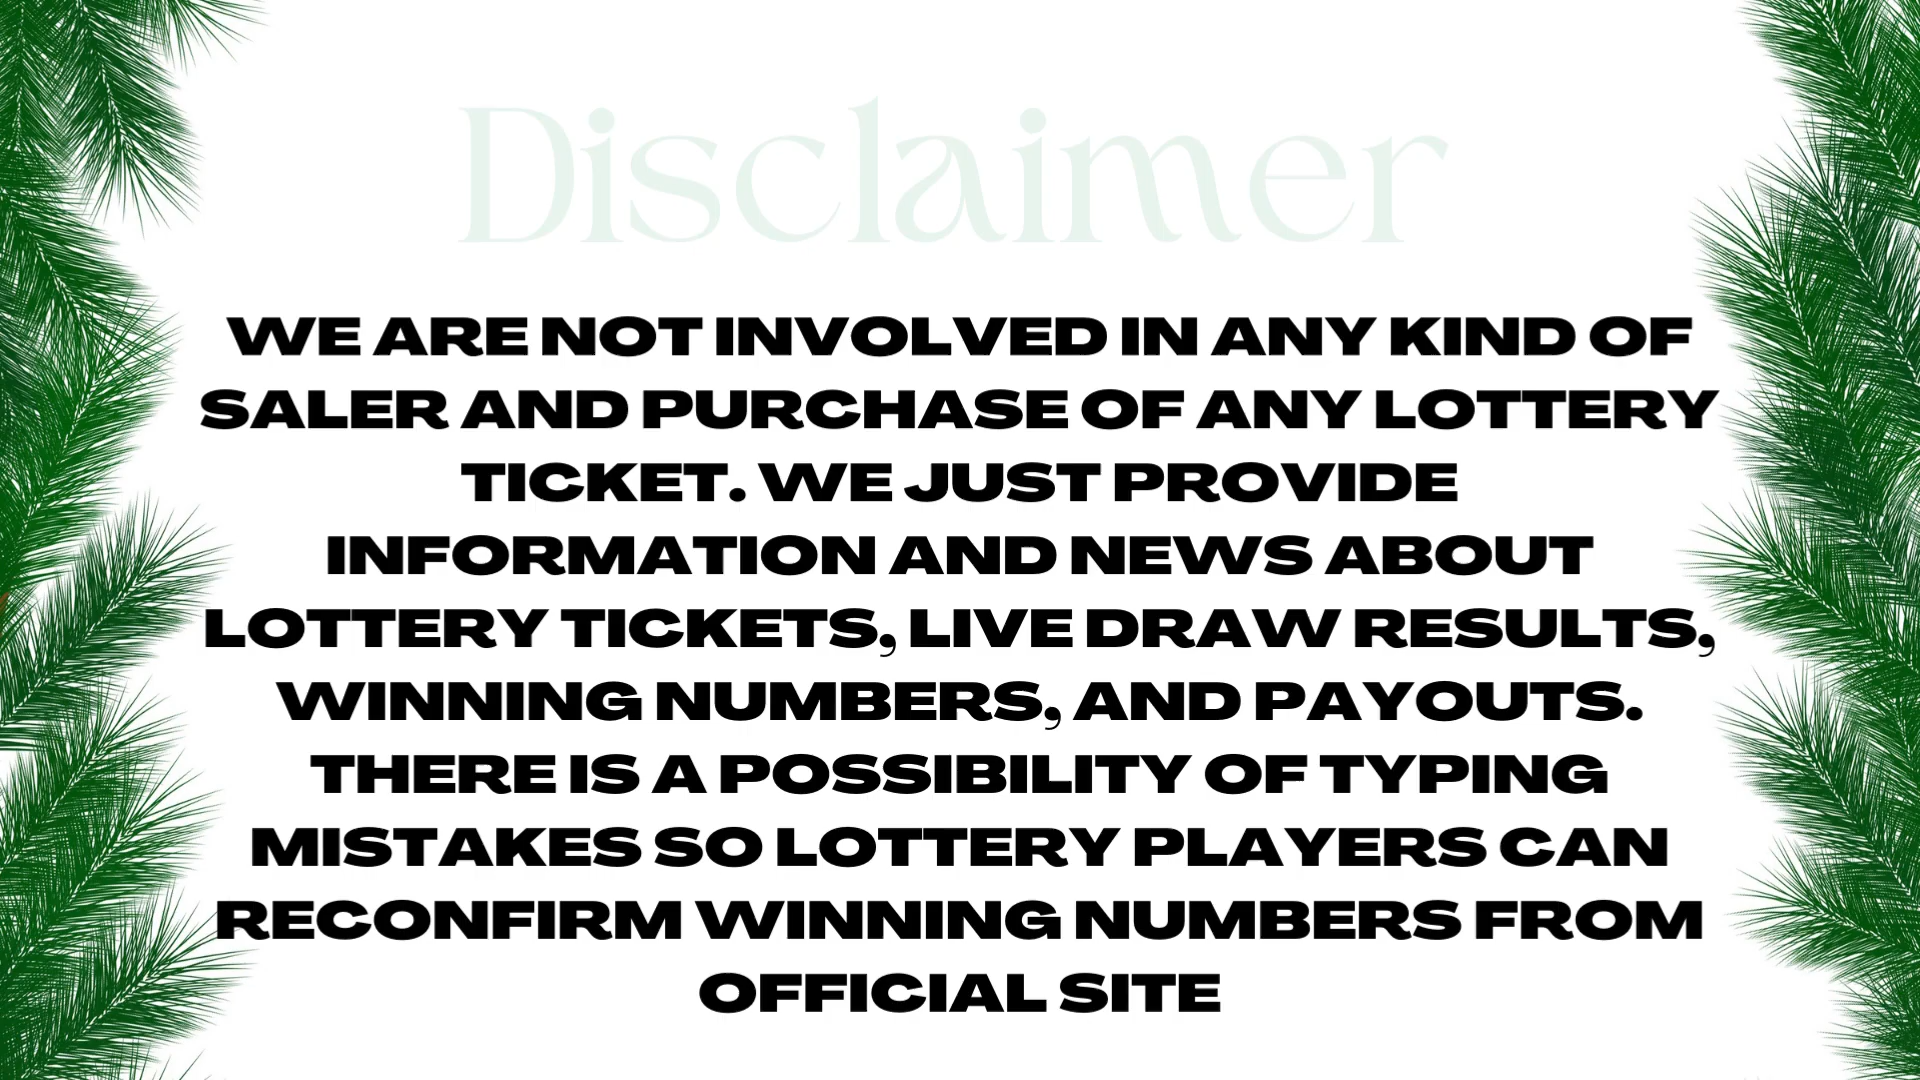 Disclaimer
WE ARE NOT INVOLVED IN ANY KIND OF
SALER AND PURCHASE OF ANY LOTTERY
TICKET. WE JUST PROVIDE
INFORMATION AND NEWS ABOUT
LOTTERY TICKETS, LIVE DRAW RESULTS,
WINNING NUMBERS, AND PAYOUTS.
THERE IS A POSSIBILITY OF TYPING
MISTAKES SO LOTTERY PLAYERS CAN
RECONFIRM WINNING NUMBERS FROM
OFFICIAL SITE